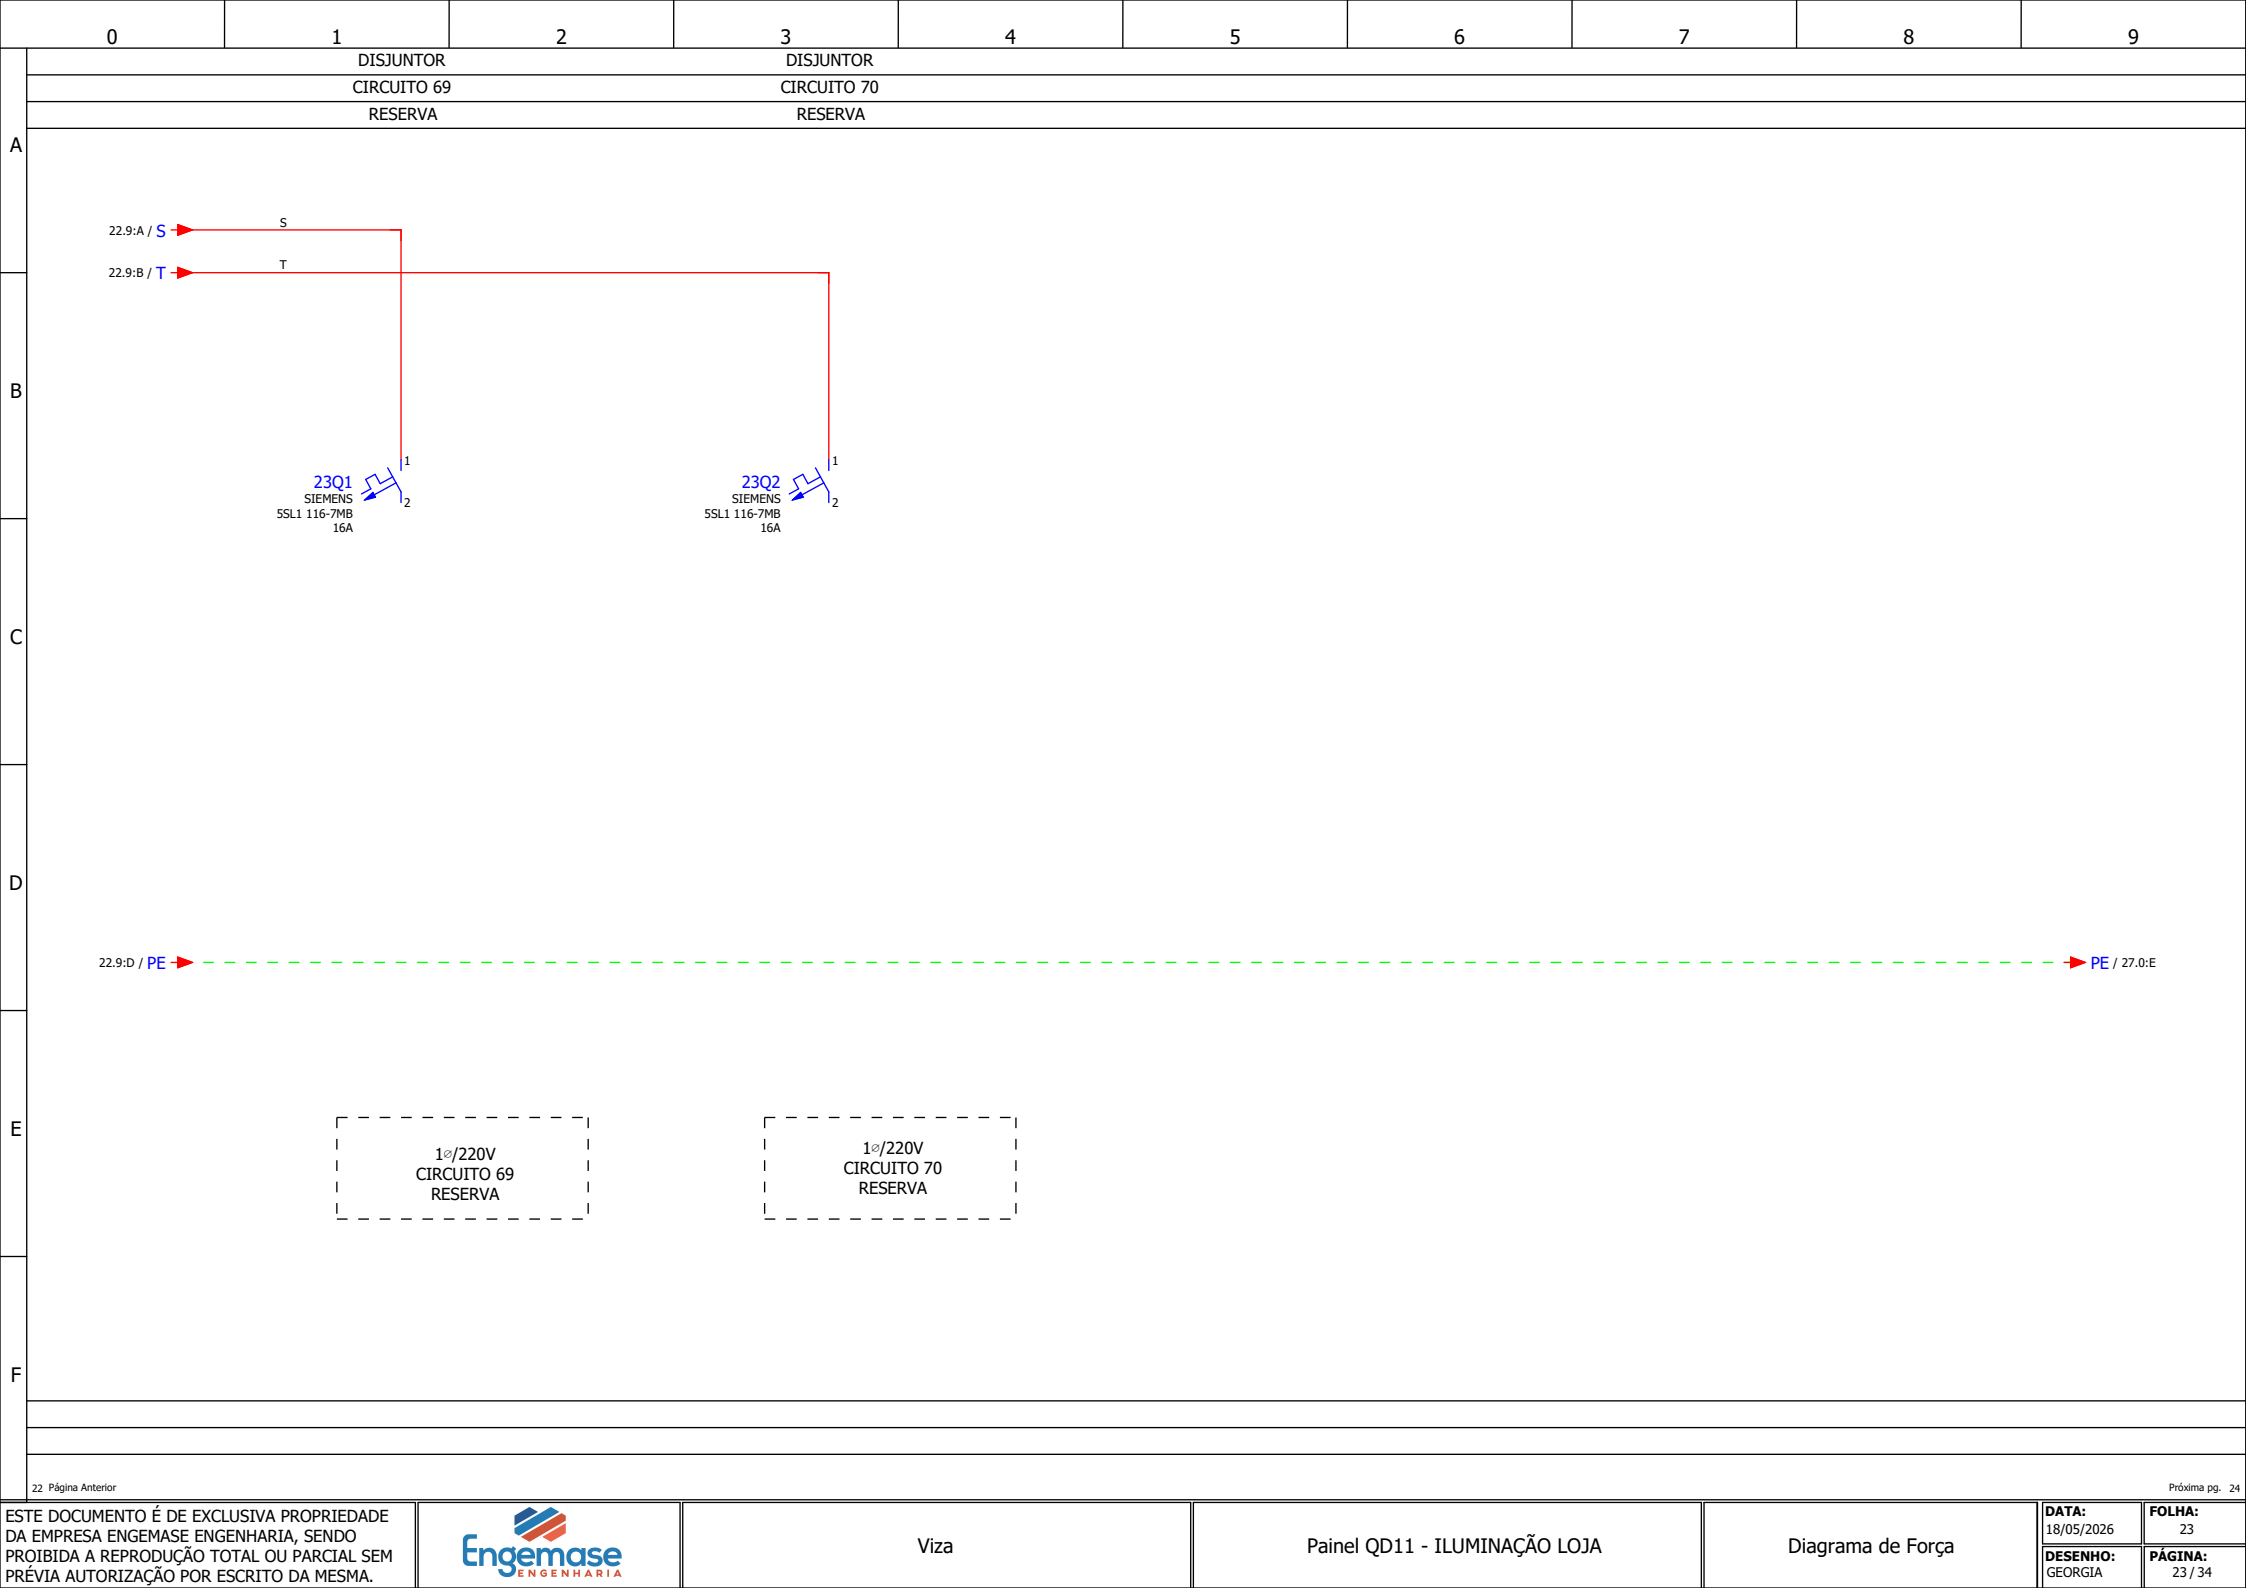 0 1 2 3 4 5 6 7 8 9
DISJUNTOR DISJUNTOR
CIRCUITO 69 CIRCUITO 70
RESERVA RESERVA
A
S
22.9:A / S
T
22.9:B / T
B
1 1
23Q1 23Q2
SIEMENS SIEMENS
2 2
5SL1 116-7MB 5SL1 116-7MB
16A 16A
C
D
22.9:D / PE PE / 27.0:E
E
1⌀/220V 1⌀/220V
CIRCUITO 69 CIRCUITO 70
RESERVA RESERVA
F
22 Página Anterior Próxima pg. 24
ESTE DOCUMENTO É DE EXCLUSIVA PROPRIEDADE
DA EMPRESA ENGEMASE ENGENHARIA, SENDO
PROIBIDA A REPRODUÇÃO TOTAL OU PARCIAL SEM
PRÉVIA AUTORIZAÇÃO POR ESCRITO DA MESMA.
Engemase
ENGENHARIA
Viza
Painel QD11 - ILUMINAÇÃO LOJA
Diagrama de Força
DATA: FOLHA:
18/05/2026 23
DESENHO: PÁGINA:
GEORGIA 23 / 34